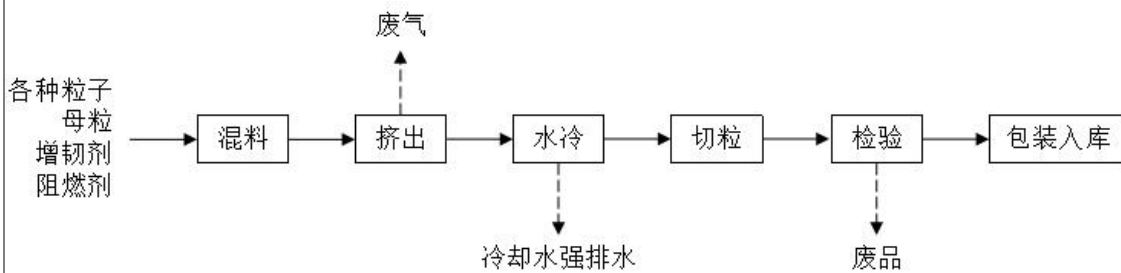 废气
各种粒子
母粒
增韧剂
阻燃剂
混料
挤出
水冷
切粒
检验
包装入库
冷却水强排水
废品